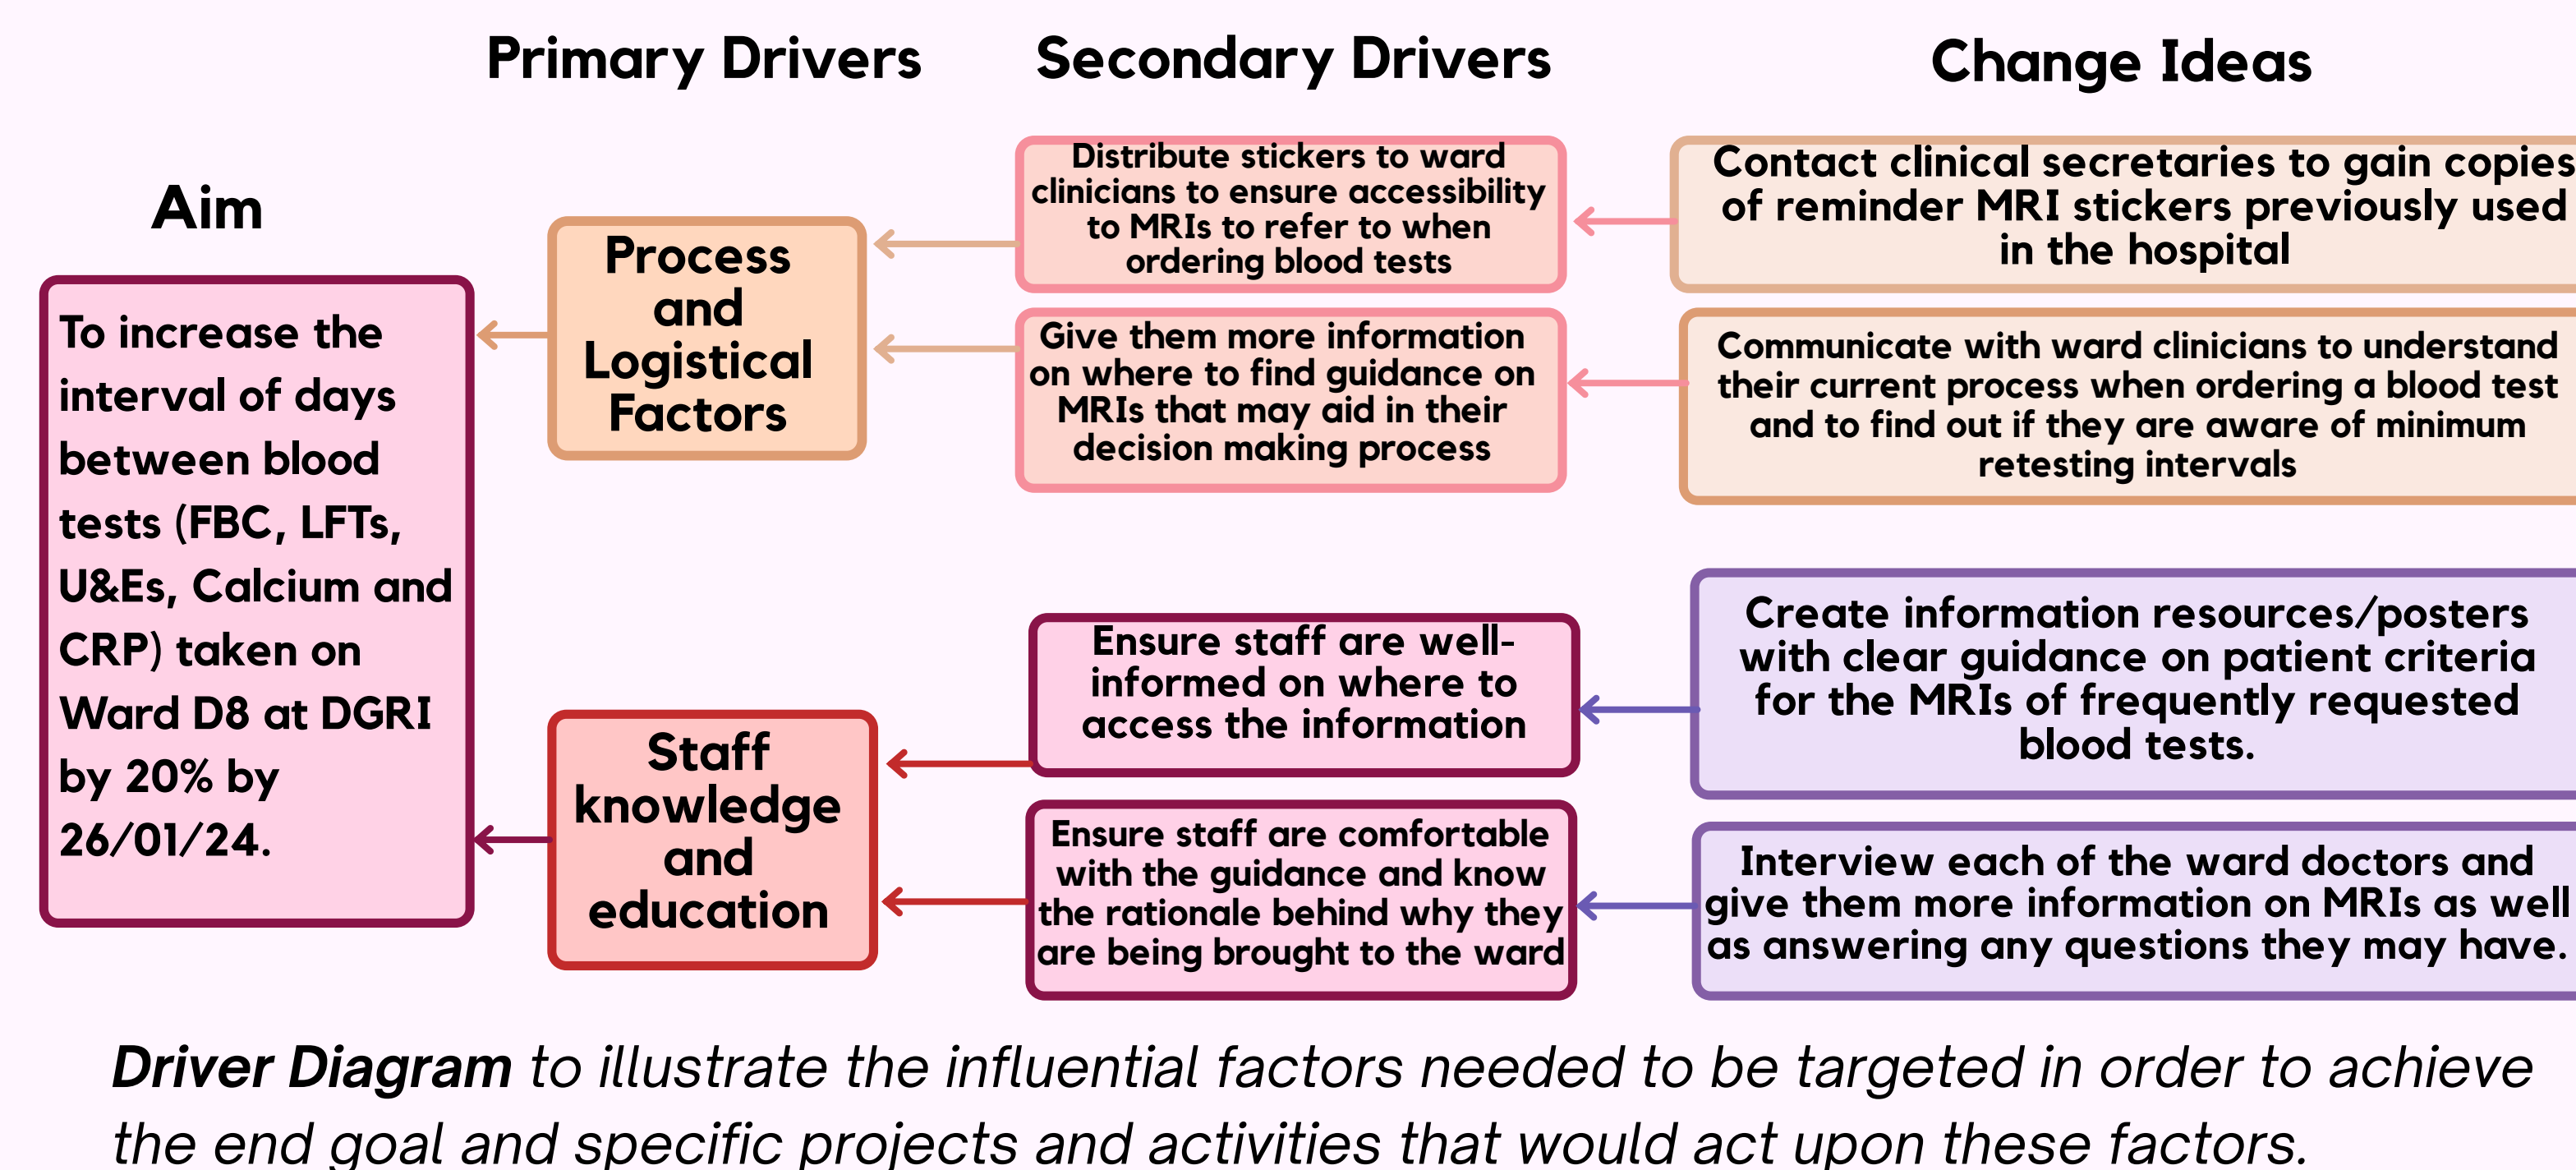 Primary Drivers
Secondary Drivers
Change Ideas
Aim
To increase the
interval of days
between blood
tests (FBC, LFTs,
U&Es, Calcium and
CRP) taken on
Ward D8 at DGRI
by 20% by
26/01/24.
Process
and
Logistical
Factors
Distribute stickers to ward
clinicians to ensure accessibility
to MRIs to refer to when
ordering blood tests
Contact clinical secretaries to gain copies
of reminder MRI stickers previously used
in the hospital
Give them more information
on where to find guidance on
MRIs that may aid in their
decision making process
Communicate with ward clinicians to understand
their current process when ordering a blood test
and to find out if they are aware of minimum
retesting intervals
Staff
knowledge
and
education
Ensure staff are well-
informed on where to
access the information
Create information resources/posters
with clear guidance on patient criteria
for the MRIs of frequently requested
blood tests.
Ensure staff are comfortable
with the guidance and know
the rationale behind why they
are being brought to the ward
Interview each of the ward doctors and
give them more information on MRIs as well
as answering any questions they may have.
Driver Diagram to illustrate the influential factors needed to be targeted in order to achieve
the end goal and specific projects and activities that would act upon these factors.